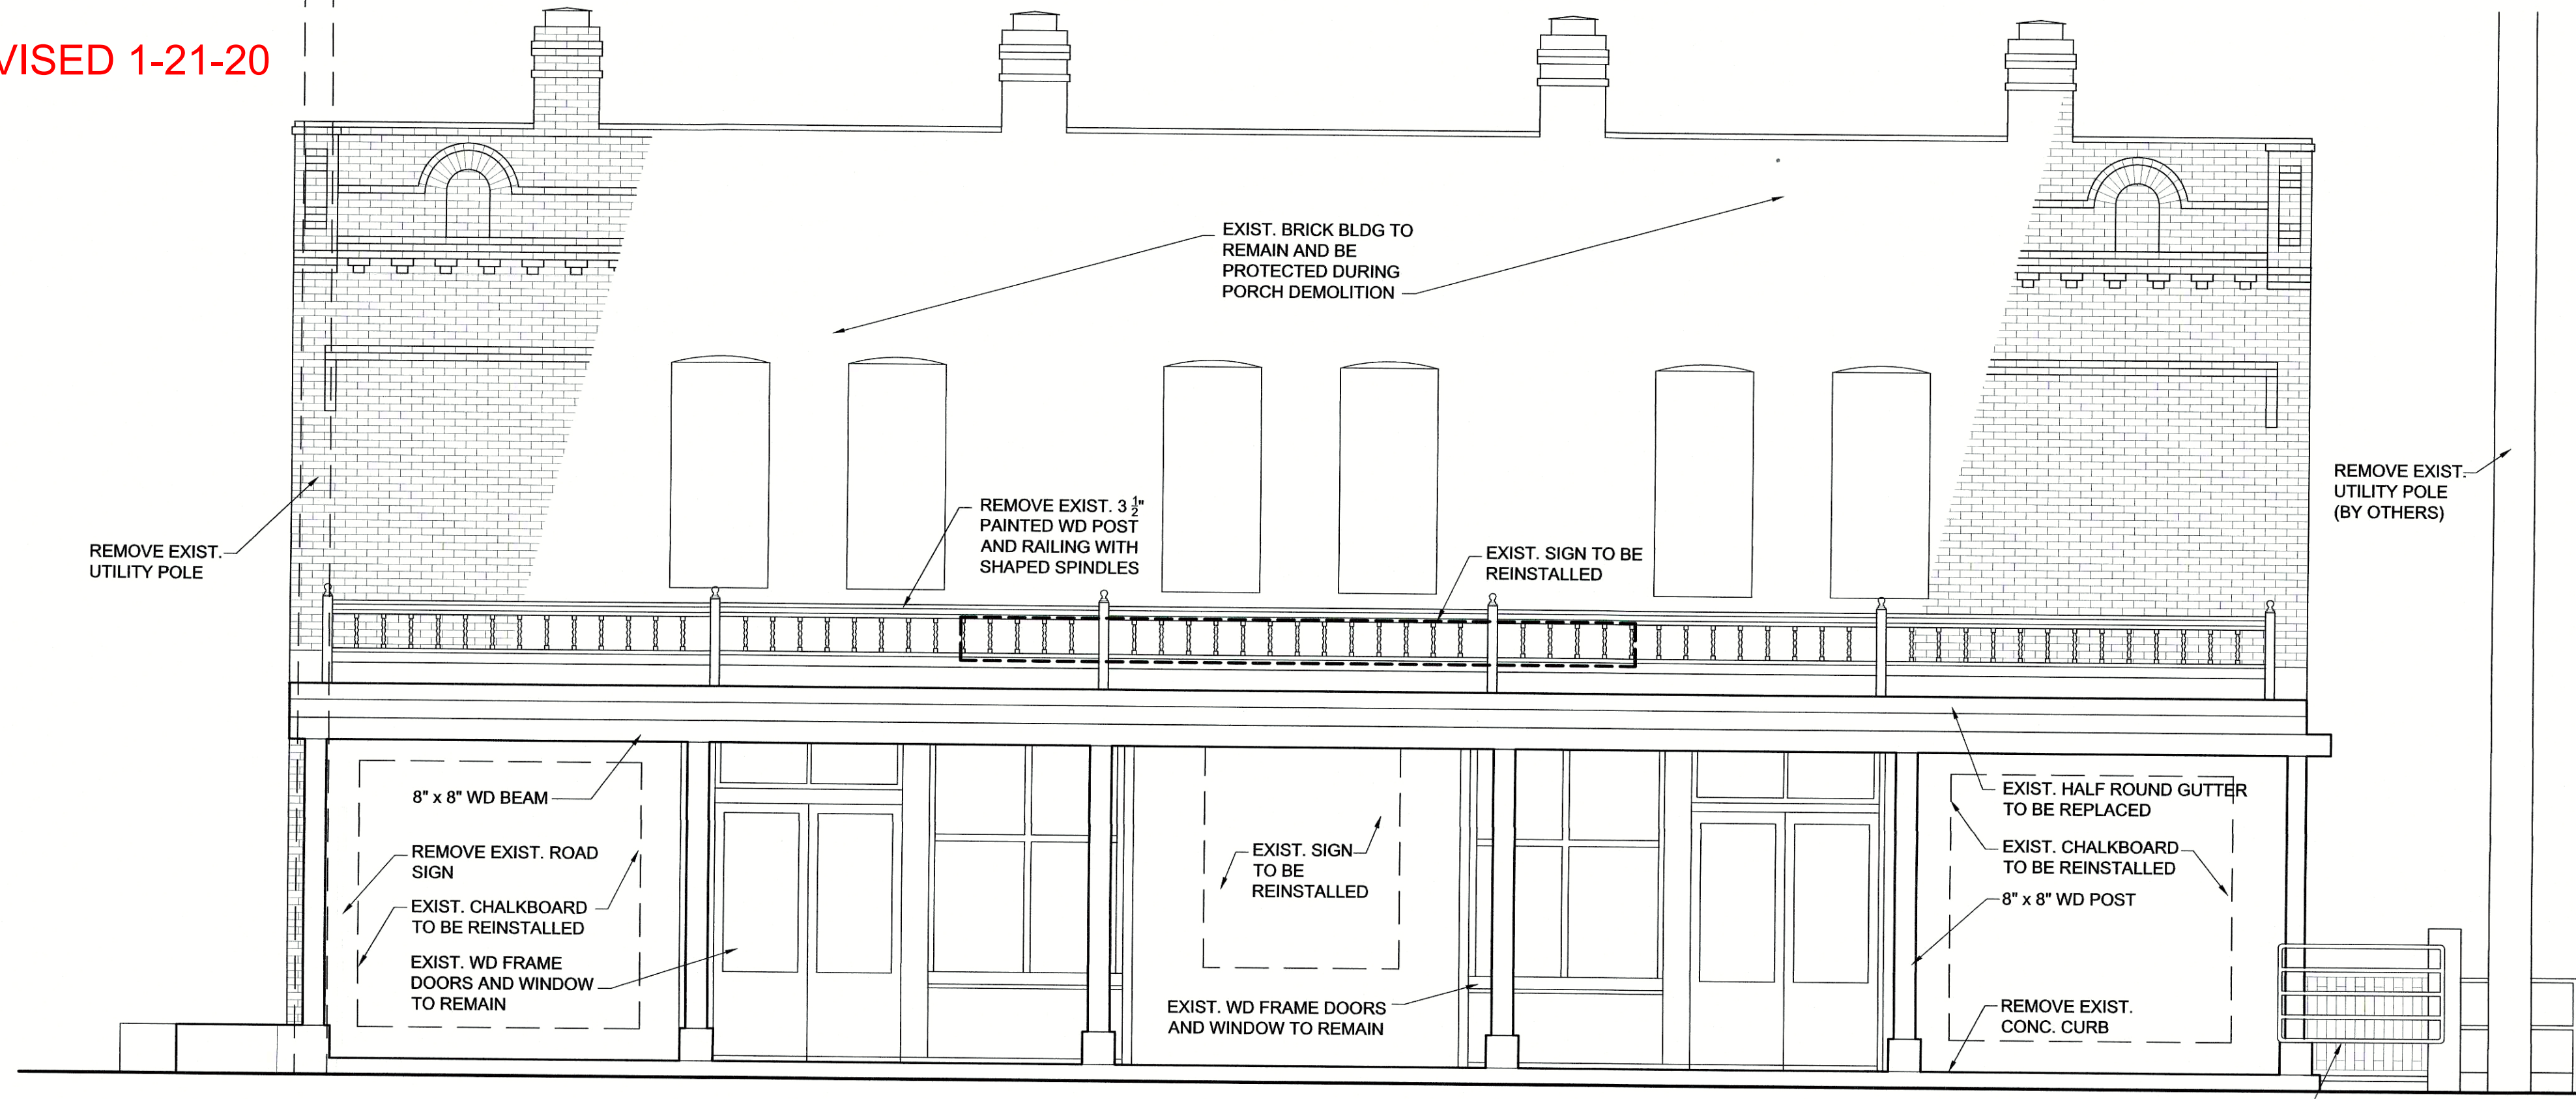 VISED 1-21-20
EXIST. BRICK BLDG TO
REMAIN AND BE
PROTECTED DURING
PORCH DEMOLITION
REMOVE EXIST.
UTILITY POLE
(BY OTHERS)
REMOVE EXIST. 3 1/2"
PAINTED WD POST
AND RAILING WITH
SHAPED SPINDLES
EXIST. SIGN TO BE
REINSTALLED
REMOVE EXIST.
UTILITY POLE
8" x 8" WD BEAM
REMOVE EXIST. ROAD
SIGN
EXIST. CHALKBOARD
TO BE REINSTALLED
EXIST. WD FRAME
DOORS AND WINDOW
TO REMAIN
EXIST. SIGN
TO BE
REINSTALLED
EXIST. WD FRAME DOORS
AND WINDOW TO REMAIN
EXIST. HALF ROUND GUTTER
TO BE REPLACED
EXIST. CHALKBOARD
TO BE REINSTALLED
8" x 8" WD POST
REMOVE EXIST.
CONC. CURB